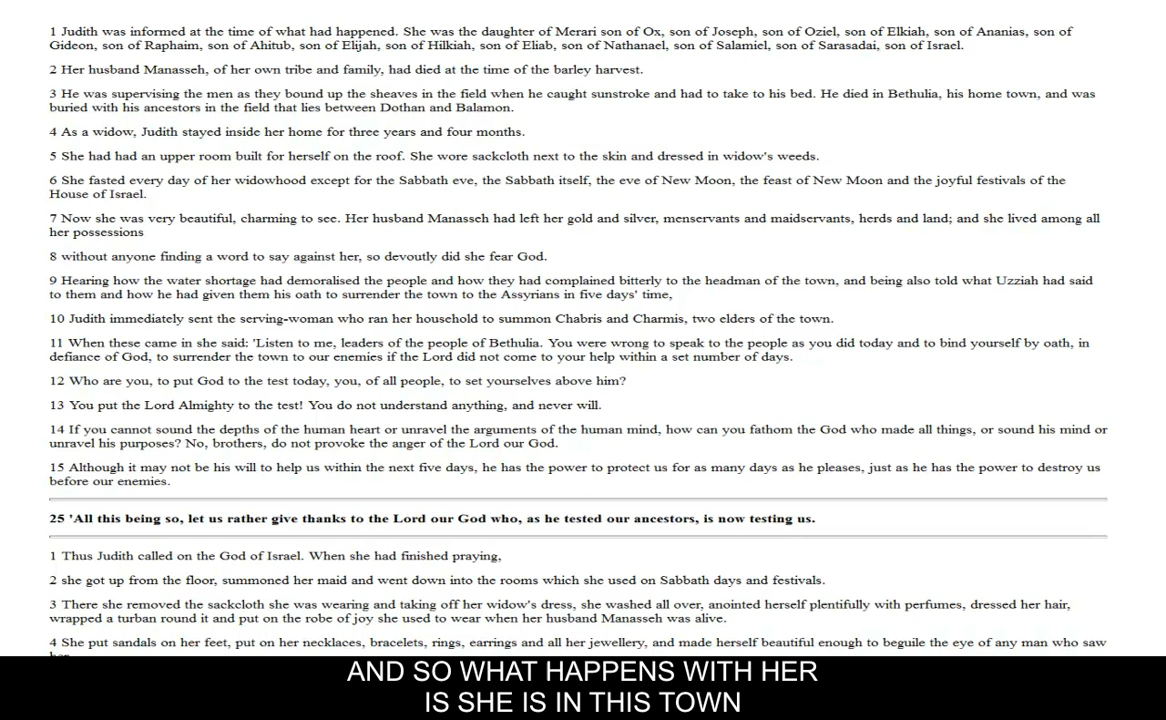 1 Judith was informed at the time of what had happened. She was the daughter of Merari son of Ox, son of Joseph, son of Oziel, son of Elkiah, son of Ananias, son of
Gideon, son of Raphaim, son of Ahitub, son of Elijah, son of Hilkiah, son of Eliab, son of Nathanael, son of Salamiel, son of Sarasadai, son of Israel.
2 Her husband Manasseh, of her own tribe and family, had died at the time of the barley harvest.
3 He was supervising the men as they bound up the sheaves in the field when he caught sunstroke and had to take to his bed. He died in Bethulia, his home town, and was
buried with his ancestors in the field that lies between Dothan and Balamon.
4 As a widow, Judith stayed inside her home for three years and four months.
5 She had had an upper room built for herself on the roof. She wore sackcloth next to the skin and dressed in widow's weeds.
6 She fasted every day of her widowhood except for the Sabbath eve, the Sabbath itself, the eve of New Moon, the feast of New Moon and the joyful festivals of the
House of Israel.
7 Now she was very beautiful, charming to see. Her husband Manasseh had left her gold and silver, menservants and maidservants, herds and land; and she lived among all
her possessions
8 without anyone finding a word to say against her, so devoutly did she fear God.
9 Hearing how the water shortage had demoralised the people and how they had complained bitterly to the headman of the town, and being also told what Uzziah had said
to them and how he had given them his oath to surrender the town to the Assyrians in five days' time,
10 Judith immediately sent the serving-woman who ran her household to summon Chabris and Charmis, two elders of the town.
11 When these came in she said: 'Listen to me, leaders of the people of Bethulia. You were wrong to speak to the people as you did today and to bind yourself by oath, in
defiance of God, to surrender the town to our enemies if the Lord did not come to your help within a set number of days.
12 Who are you, to put God to the test today, you, of all people, to set yourselves above him?
13 You put the Lord Almighty to the test! You do not understand anything, and never will.
14 If you cannot sound the depths of the human heart or unravel the arguments of the human mind, how can you fathom the God who made all things, or sound his mind or
unravel his purposes? No, brothers, do not provoke the anger of the Lord our God.
15 Although it may not be his will to help us within the next five days, he has the power to protect us for as many days as he pleases, just as he has the power to destroy us
before our enemies.
25 'All this being so, let us rather give thanks to the Lord our God who, as he tested our ancestors, is now testing us.
1 Thus Judith called on the God of Israel. When she had finished praying,
2 she got up from the floor, summoned her maid and went down into the rooms which she used on Sabbath days and festivals.
3 There she removed the sackcloth she was wearing and taking off her widow's dress, she washed all over, anointed herself plentifully with perfumes, dressed her hair,
wrapped a turban round it and put on the robe of joy she used to wear when her husband Manasseh was alive.
4 She put sandals on her feet, put on her necklaces, bracelets, rings, earrings and all her jewellery, and made herself beautiful enough to beguile the eye of any man who saw
AND SO WHAT HAPPENS WITH HER
IS SHE IS IN THIS TOWN